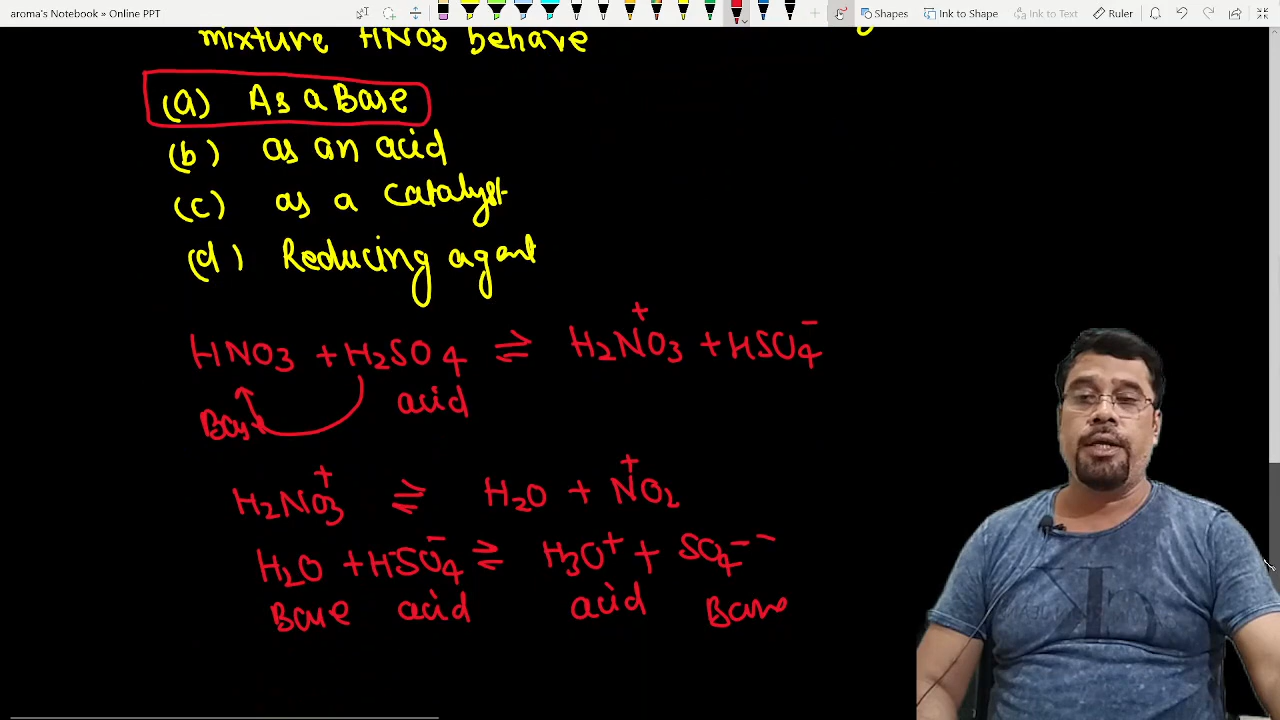 aroma's Notebook » Online PPT
Shapes Ink to Shape Ink to Text Ruler
mixture HNO3 behave
(a) As a Base
(b) as an acid
(c) as a Catalyst
(d) Reducing agent
HNO3 + H2SO4 ⇌ H2NO3+ + HSO4-
Base acid
H2NO3+ ⇌ H2O + NO2+
H2O + HSO4- ⇌ H3O+ + SO4--
Base acid acid Base